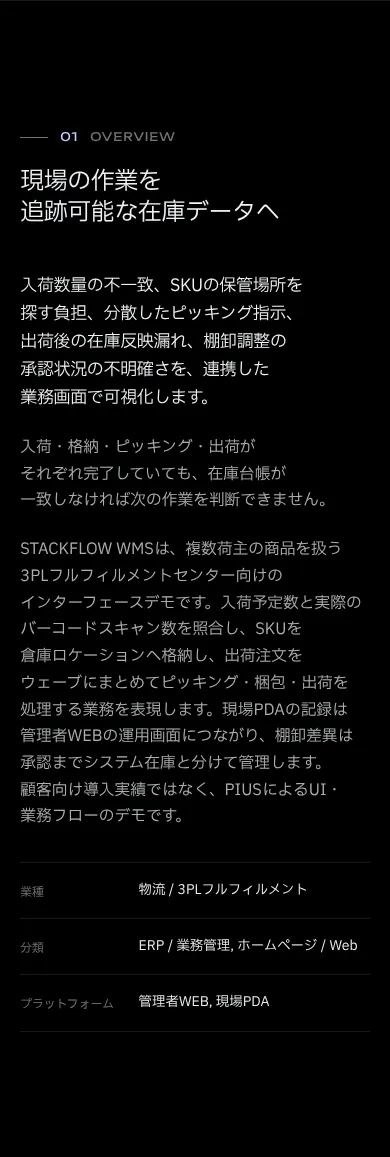 01 OVERVIEW
現場の作業を
追跡可能な在庫データへ
入荷数量の不一致、SKUの保管場所を
探す負担、分散したピッキング指示、
出荷後の在庫反映漏れ、棚卸調整の
承認状況の不明確さを、連携した
業務画面で可視化します。
入荷・格納・ピッキング・出荷が
それぞれ完了していても、在庫台帳が
一致しなければ次の作業を判断できません。
STACKFLOW WMSは、複数荷主の商品を扱う
3PLフルフィルメントセンター向けの
インターフェースデモです。入荷予定数と実際の
バーコードスキャン数を照合し、SKUを
倉庫ロケーションへ格納し、出荷注文を
ウェーブにまとめてピッキング・梱包・出荷を
処理する業務を表現します。現場PDAの記録は
管理者WEBの運用画面につながり、棚卸差異は
承認までシステム在庫と分けて管理します。
顧客向け導入実績ではなく、PIUSによるUI・
業務フローのデモです。
業種 物流 / 3PLフルフィルメント
分類 ERP / 業務管理, ホームページ / Web
プラットフォーム 管理者WEB, 現場PDA